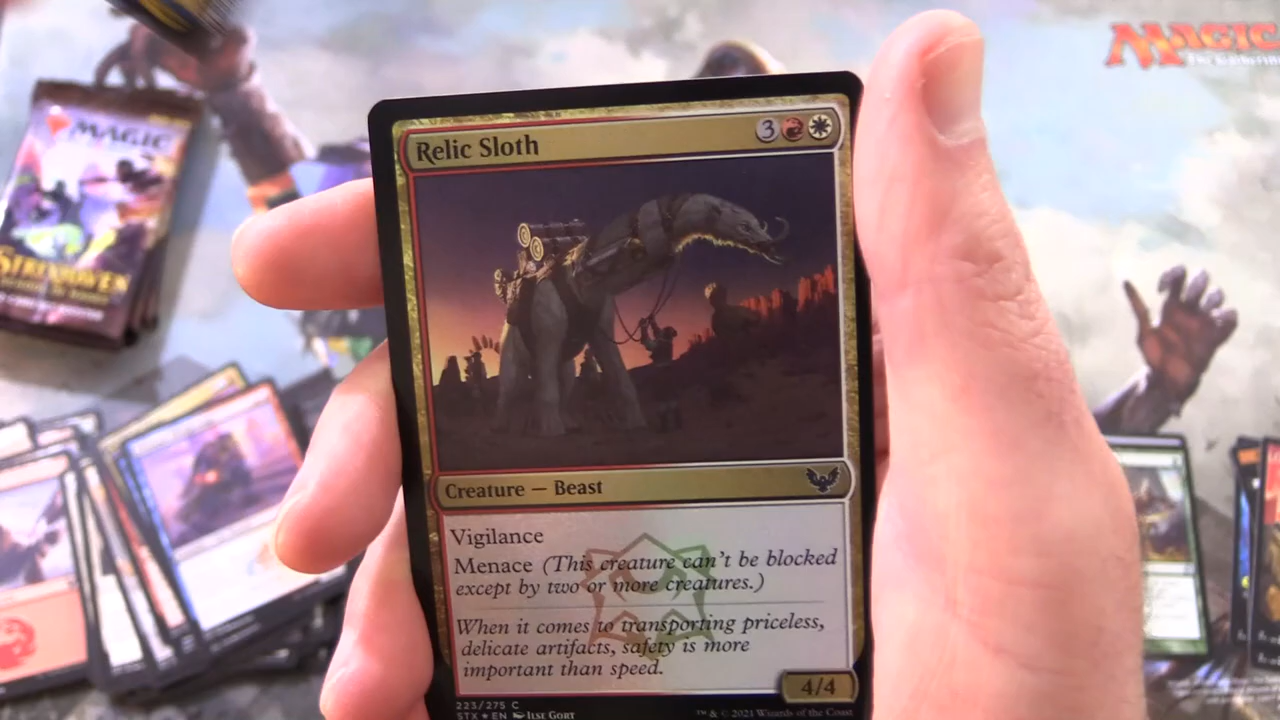 MAGIC
MAGIC
STRIXHAVEN
Relic Sloth
3
Creature — Beast
Vigilance
Menace (This creature can't be blocked
except by two or more creatures.)
When it comes to transporting priceless,
delicate artifacts, safety is more
important than speed.
4/4
223/275 C
STX ★ EN Ilse Gort
™ & © 2021 Wizards of the Coast